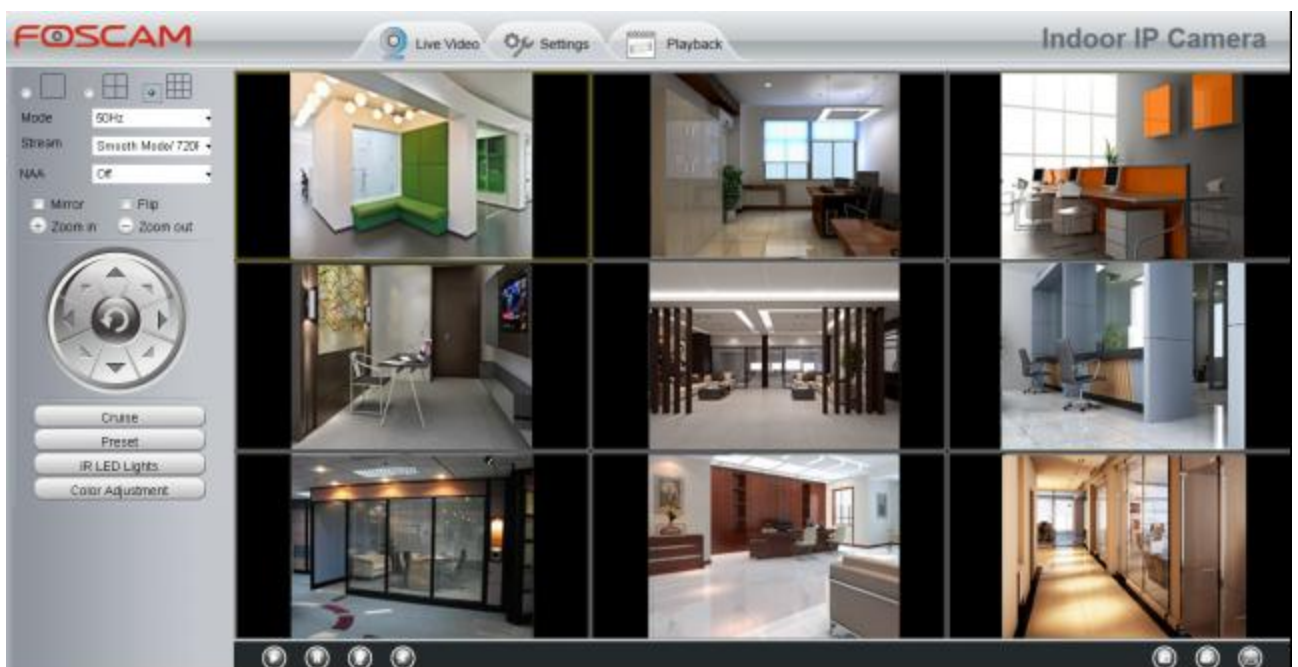 FOSCAM
Live Video
Settings
Playback
Indoor IP Camera
Mode
50Hz
Stream
Smooth Mode/ 720P
NAA
Off
Mirror
Flip
Zoom in
Zoom out
Cruise
Preset
IR LED Lights
Color Adjustment